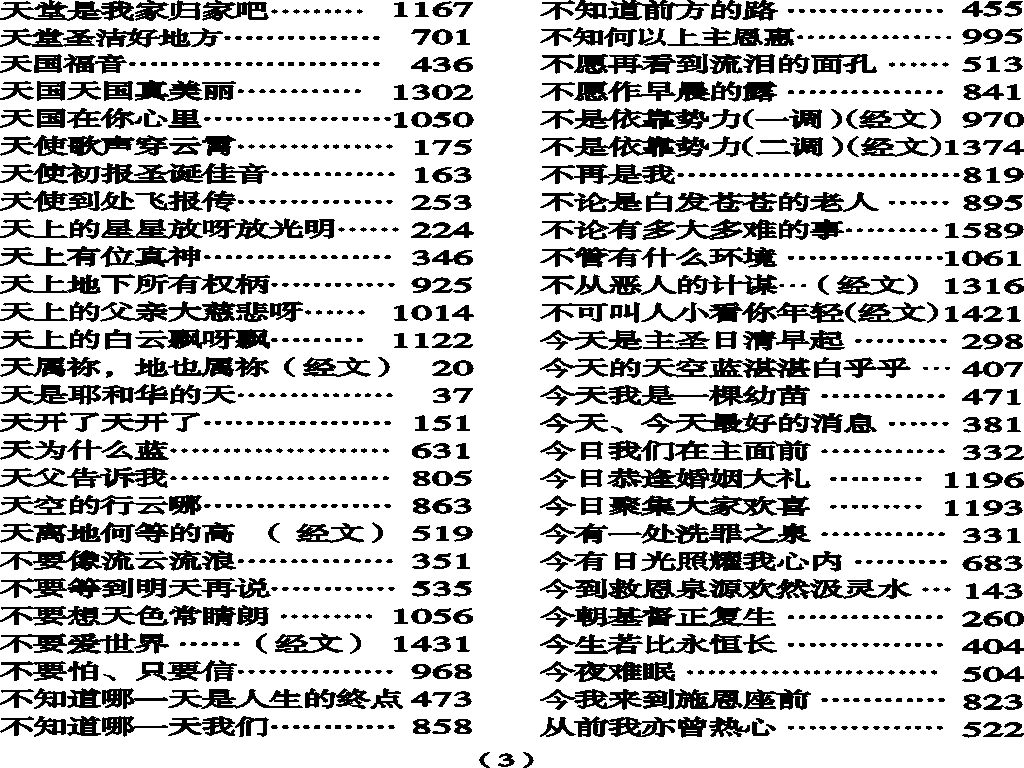 天堂是我家归家吧……… 1167
天堂圣洁好地方…………… 701
天国福音…………………… 436
天国天国真美丽………… 1302
天国在你心里………………1050
天使歌声穿云霄…………… 175
天使初报圣诞佳音………… 163
天使到处飞报传…………… 253
天上的星星放呀放光明…… 224
天上有位真神……………… 346
天上地下所有权柄………… 925
天上的父亲大慈悲呀…… 1014
天上的白云飘呀飘……… 1122
天属祢，地也属祢（经文） 20
天是耶和华的天…………… 37
天开了天开了……………… 151
天为什么蓝………………… 631
天父告诉我………………… 805
天空的行云哪……………… 863
天离地何等的高 （ 经文） 519
不要像流云流浪…………… 351
不要等到明天再说………… 535
不要想天色常晴朗 ……… 1056
不要爱世界 ……（经文） 1431
不要怕、只要信…………… 968
不知道哪一天是人生的终点 473
不知道哪一天我们………… 858
不知道前方的路 …………… 455
不知何以上主恩惠…………… 995
不愿再看到流泪的面孔 …… 513
不愿作早晨的露 …………… 841
不是依靠势力(一调 )(经文) 970
不是依靠势力(二调 )(经文)1374
不再是我………………………819
不论是白发苍苍的老人 …… 895
不论有多大多难的事………1589
不管有什么环境 ……………1061
不从恶人的计谋…（经文） 1316
不可叫人小看你年轻(经文)1421
今天是主圣日清早起 ……… 298
今天的天空蓝湛湛白乎乎 … 407
今天我是一棵幼苗 ………… 471
今天、今天最好的消息 …… 381
今日我们在主面前 ………… 332
今日恭逢婚姻大礼 ……… 1196
今日聚集大家欢喜 ……… 1193
今有一处洗罪之泉 ………… 331
今有日光照耀我心内 ……… 683
今到救恩泉源欢然汲灵水 … 143
今朝基督正复生 …………… 260
今生若比永恒长 …………… 404
今夜难眠 …………………… 504
今我来到施恩座前 ………… 823
从前我亦曾热心 …………… 522
（3）